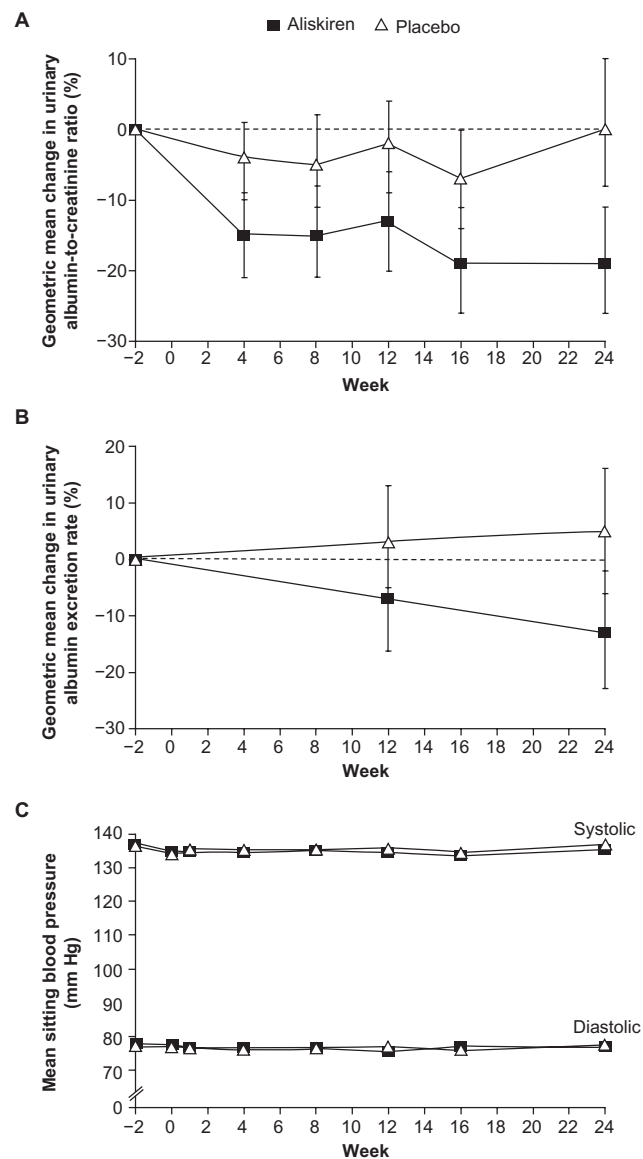 A
Aliskiren Placebo
Geometric mean change in urinary
albumin-to-creatinine ratio (%)
10
0
−10
−20
−30
−2 0 2 4 6 8 10 12 14 16 18 20 22 24
Week
B
Geometric mean change in urinary
albumin excretion rate (%)
20
10
0
−10
−20
−30
−2 0 2 4 6 8 10 12 14 16 18 20 22 24
Week
C
Mean sitting blood pressure
(mm Hg)
140
130
120
110
100
90
80
70
0
Systolic
Diastolic
−2 0 2 4 6 8 10 12 14 16 18 20 22 24
Week